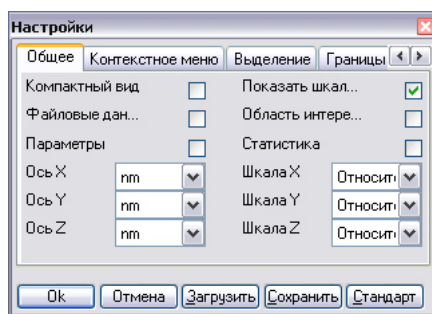 Настройки
Общее Контекстное меню Выделение Границы
Компактный вид Показать шкал...
Файловые дан... Область интере...
Параметры Статистика
Ось X nm Шкала X Относит
Ось Y nm Шкала Y Относит
Ось Z nm Шкала Z Относит
Ok Отмена Загрузить Сохранить Стандарт